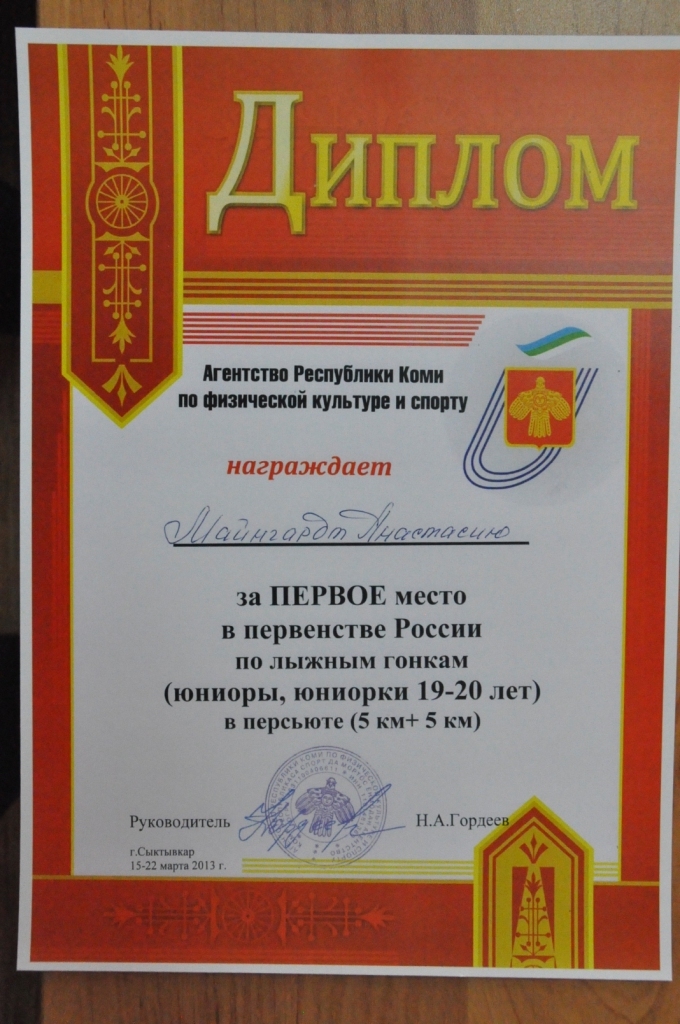 Диплом
Агентство Республики Коми
по физической культуре и спорту
награждает
Майнгардт Анастасию
за ПЕРВОЕ место
в первенстве России
по лыжным гонкам
(юниоры, юниорки 19-20 лет)
в персьюте (5 км+ 5 км)
Руководитель
Н.А.Гордеев
г.Сыктывкар
15-22 марта 2013 г.